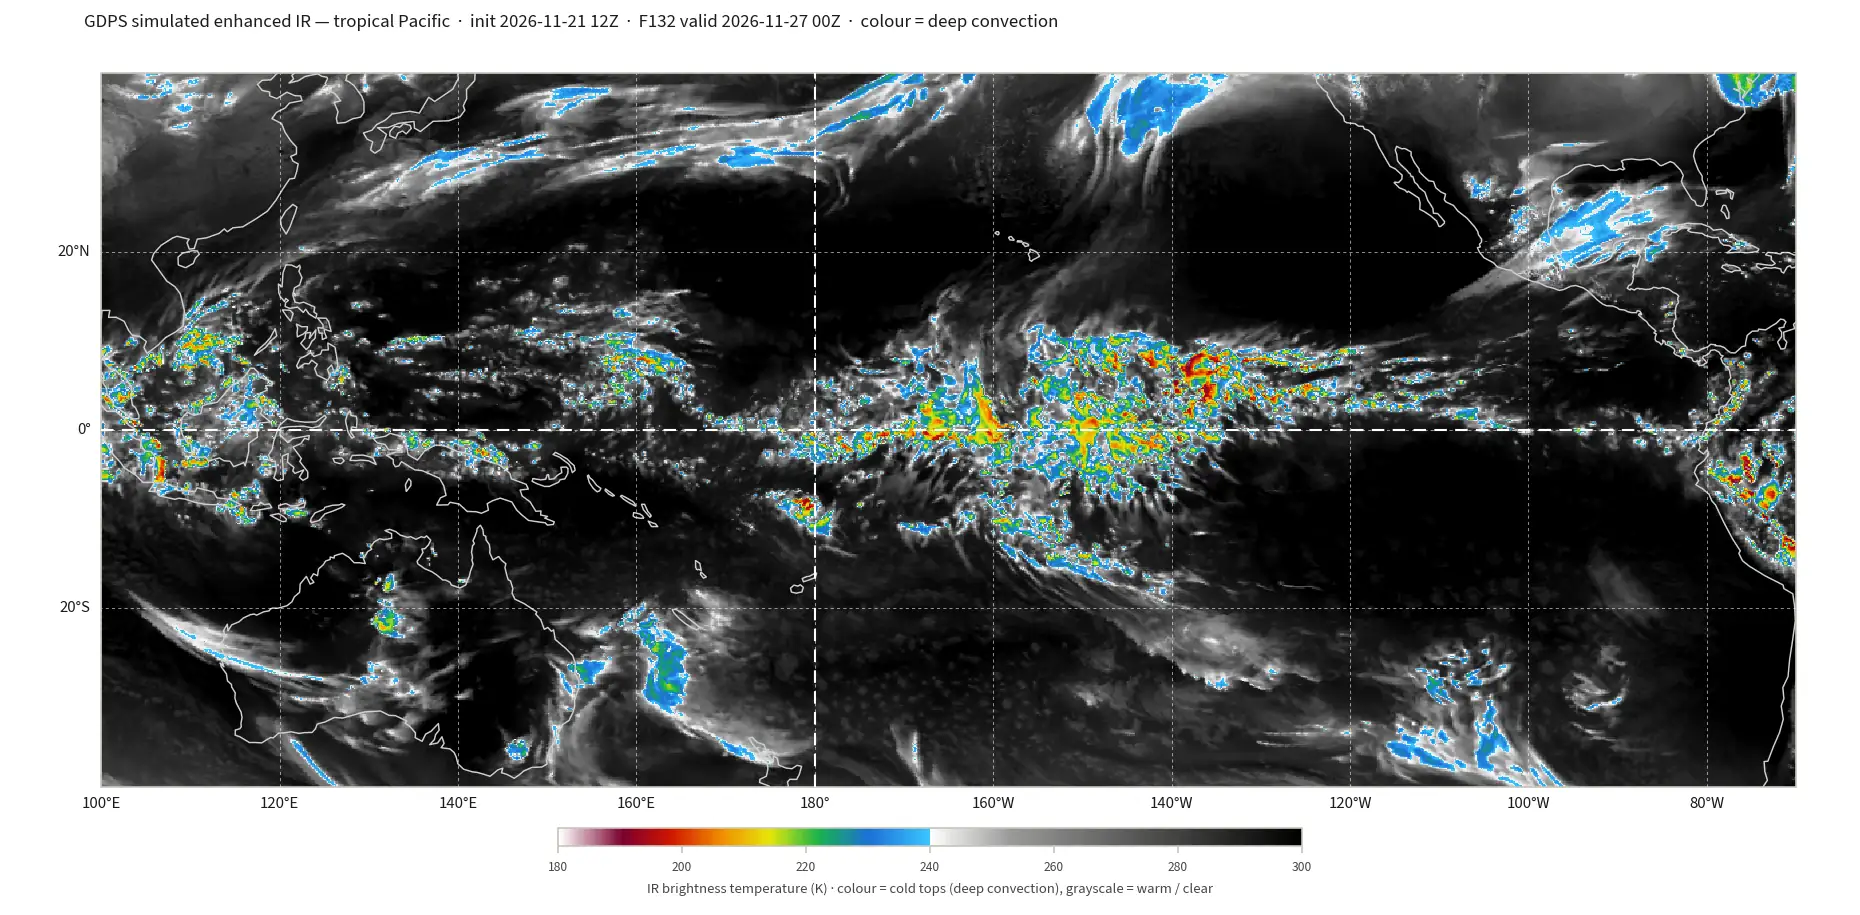 GDPS simulated enhanced IR — tropical Pacific · init 2026-11-21 12Z · F132 valid 2026-11-27 00Z · colour = deep convection
20°N
0°
20°S
100°E 120°E 140°E 160°E 180° 160°W 140°W 120°W 100°W 80°W
180 200 220 240 260 280 300
IR brightness temperature (K) · colour = cold tops (deep convection), grayscale = warm / clear